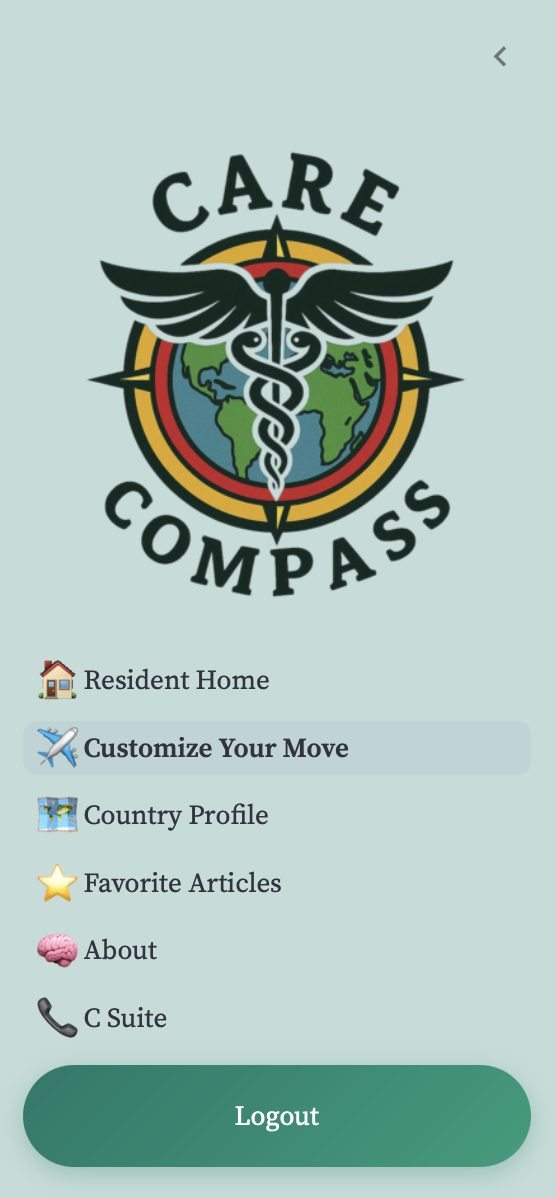 CARE
COMPASS
Resident Home
Customize Your Move
Country Profile
Favorite Articles
About
C Suite
Logout